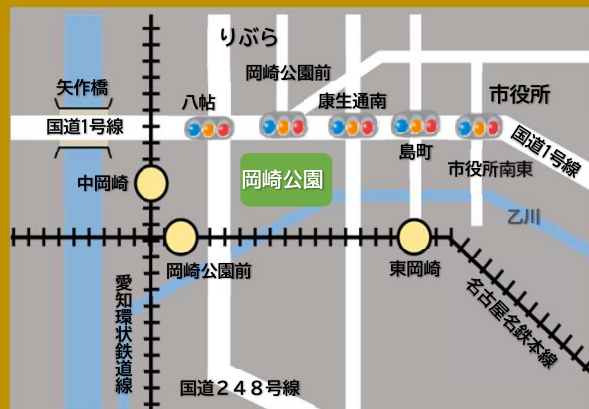 りぶら
岡崎公園前
矢作橋
八帖
康生通南
市役所
国道1号線
国道1号線
島町
市役所南東
中岡崎
岡崎公園
乙川
岡崎公園前
東岡崎
愛知環状鉄道線
名古屋名鉄本線
国道２４８号線